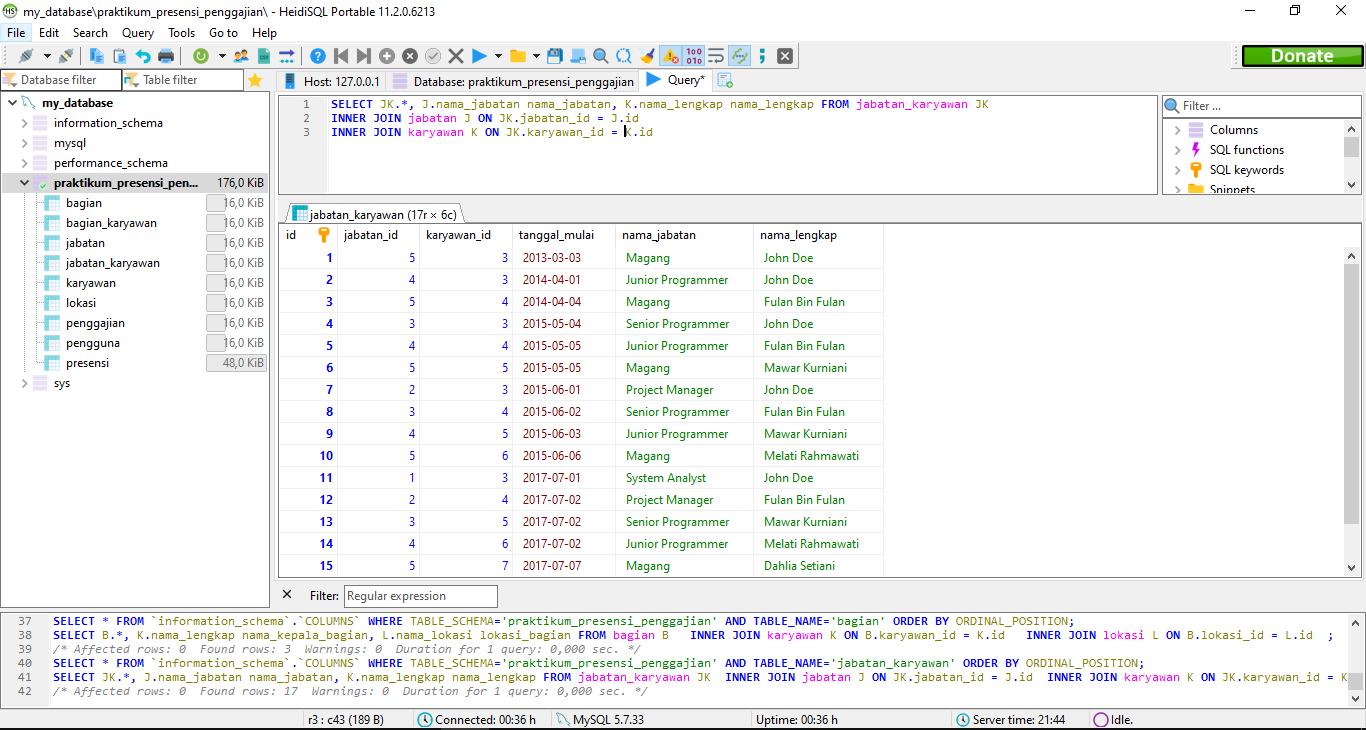 my_database\praktikum_presensi_penggajian\ - HeidiSQL Portable 11.2.0.6213
File Edit Search Query Tools Go to Help
Donate
Database filter Table filter
Host: 127.0.0.1 Database: praktikum_presensi_penggajian Query*
my_database
information_schema
mysql
performance_schema
praktikum_presensi_pen... 176,0 KiB
bagian 16,0 KiB
bagian_karyawan 16,0 KiB
jabatan 16,0 KiB
jabatan_karyawan 16,0 KiB
karyawan 16,0 KiB
lokasi 16,0 KiB
penggajian 16,0 KiB
pengguna 16,0 KiB
presensi 48,0 KiB
sys
1 SELECT JK.*, J.nama_jabatan nama_jabatan, K.nama_lengkap nama_lengkap FROM jabatan_karyawan JK
2 INNER JOIN jabatan J ON JK.jabatan_id = J.id
3 INNER JOIN karyawan K ON JK.karyawan_id = K.id
Filter ...
Columns
SQL functions
SQL keywords
Snippets
jabatan_karyawan (17r × 6c)
id jabatan_id karyawan_id tanggal_mulai nama_jabatan nama_lengkap
1 5 3 2013-03-03 Magang John Doe
2 4 3 2014-04-01 Junior Programmer John Doe
3 5 4 2014-04-04 Magang Fulan Bin Fulan
4 3 3 2015-05-04 Senior Programmer John Doe
5 4 4 2015-05-05 Junior Programmer Fulan Bin Fulan
6 5 5 2015-05-05 Magang Mawar Kurniani
7 2 3 2015-06-01 Project Manager John Doe
8 3 4 2015-06-02 Senior Programmer Fulan Bin Fulan
9 4 5 2015-06-03 Junior Programmer Mawar Kurniani
10 5 6 2015-06-06 Magang Melati Rahmawati
11 1 3 2017-07-01 System Analyst John Doe
12 2 4 2017-07-02 Project Manager Fulan Bin Fulan
13 3 5 2017-07-02 Senior Programmer Mawar Kurniani
14 4 6 2017-07-02 Junior Programmer Melati Rahmawati
15 5 7 2017-07-07 Magang Dahlia Setiani
Filter: Regular expression
37 SELECT * FROM `information_schema`.`COLUMNS` WHERE TABLE_SCHEMA='praktikum_presensi_penggajian' AND TABLE_NAME='bagian' ORDER BY ORDINAL_POSITION;
38 SELECT B.*, K.nama_lengkap nama_kepala_bagian, L.nama_lokasi lokasi_bagian FROM bagian B INNER JOIN karyawan K ON B.karyawan_id = K.id INNER JOIN lokasi L ON B.lokasi_id = L.id ;
39 /* Affected rows: 0 Found rows: 3 Warnings: 0 Duration for 1 query: 0,000 sec. */
40 SELECT * FROM `information_schema`.`COLUMNS` WHERE TABLE_SCHEMA='praktikum_presensi_penggajian' AND TABLE_NAME='jabatan_karyawan' ORDER BY ORDINAL_POSITION;
41 SELECT JK.*, J.nama_jabatan nama_jabatan, K.nama_lengkap nama_lengkap FROM jabatan_karyawan JK INNER JOIN jabatan J ON JK.jabatan_id = J.id INNER JOIN karyawan K ON JK.karyawan_id = K
42 /* Affected rows: 0 Found rows: 17 Warnings: 0 Duration for 1 query: 0,000 sec. */
r3 : c43 (189 B) Connected: 00:36 h MySQL 5.7.33 Uptime: 00:36 h Server time: 21:44 Idle.